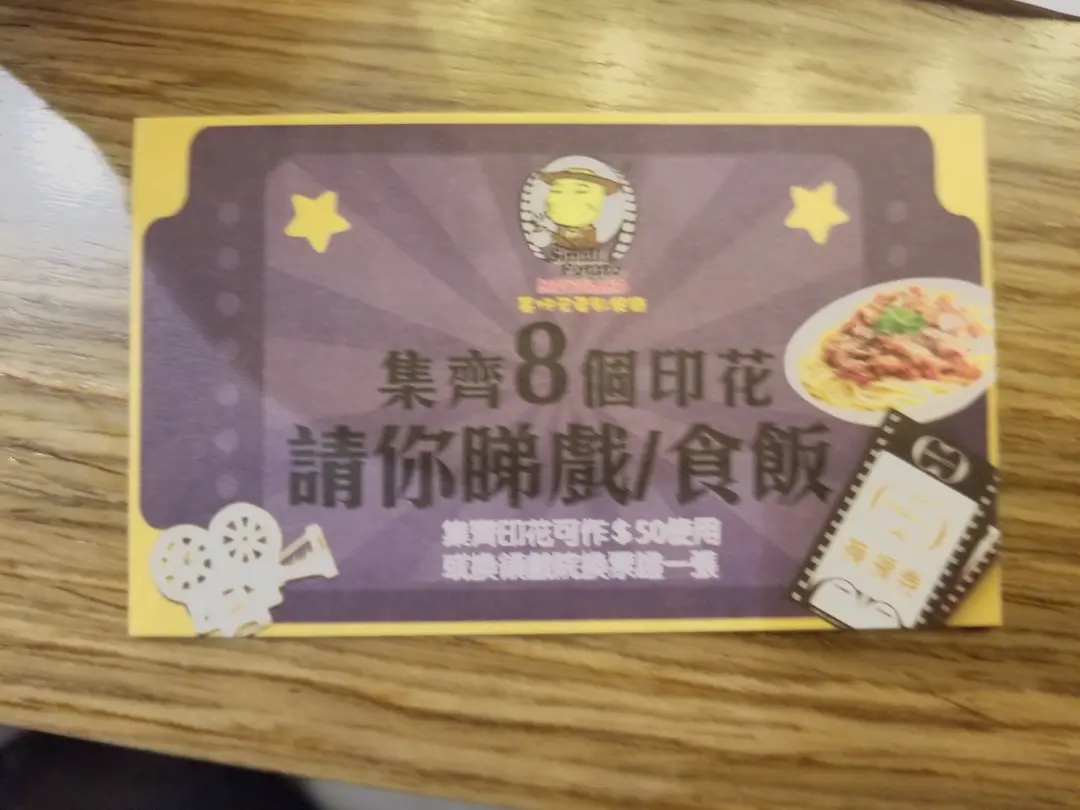 Small
Potato
集齊8個印花
請你睇戲/食飯
集齊印花可作$50使用
或換領戲院換票證一張